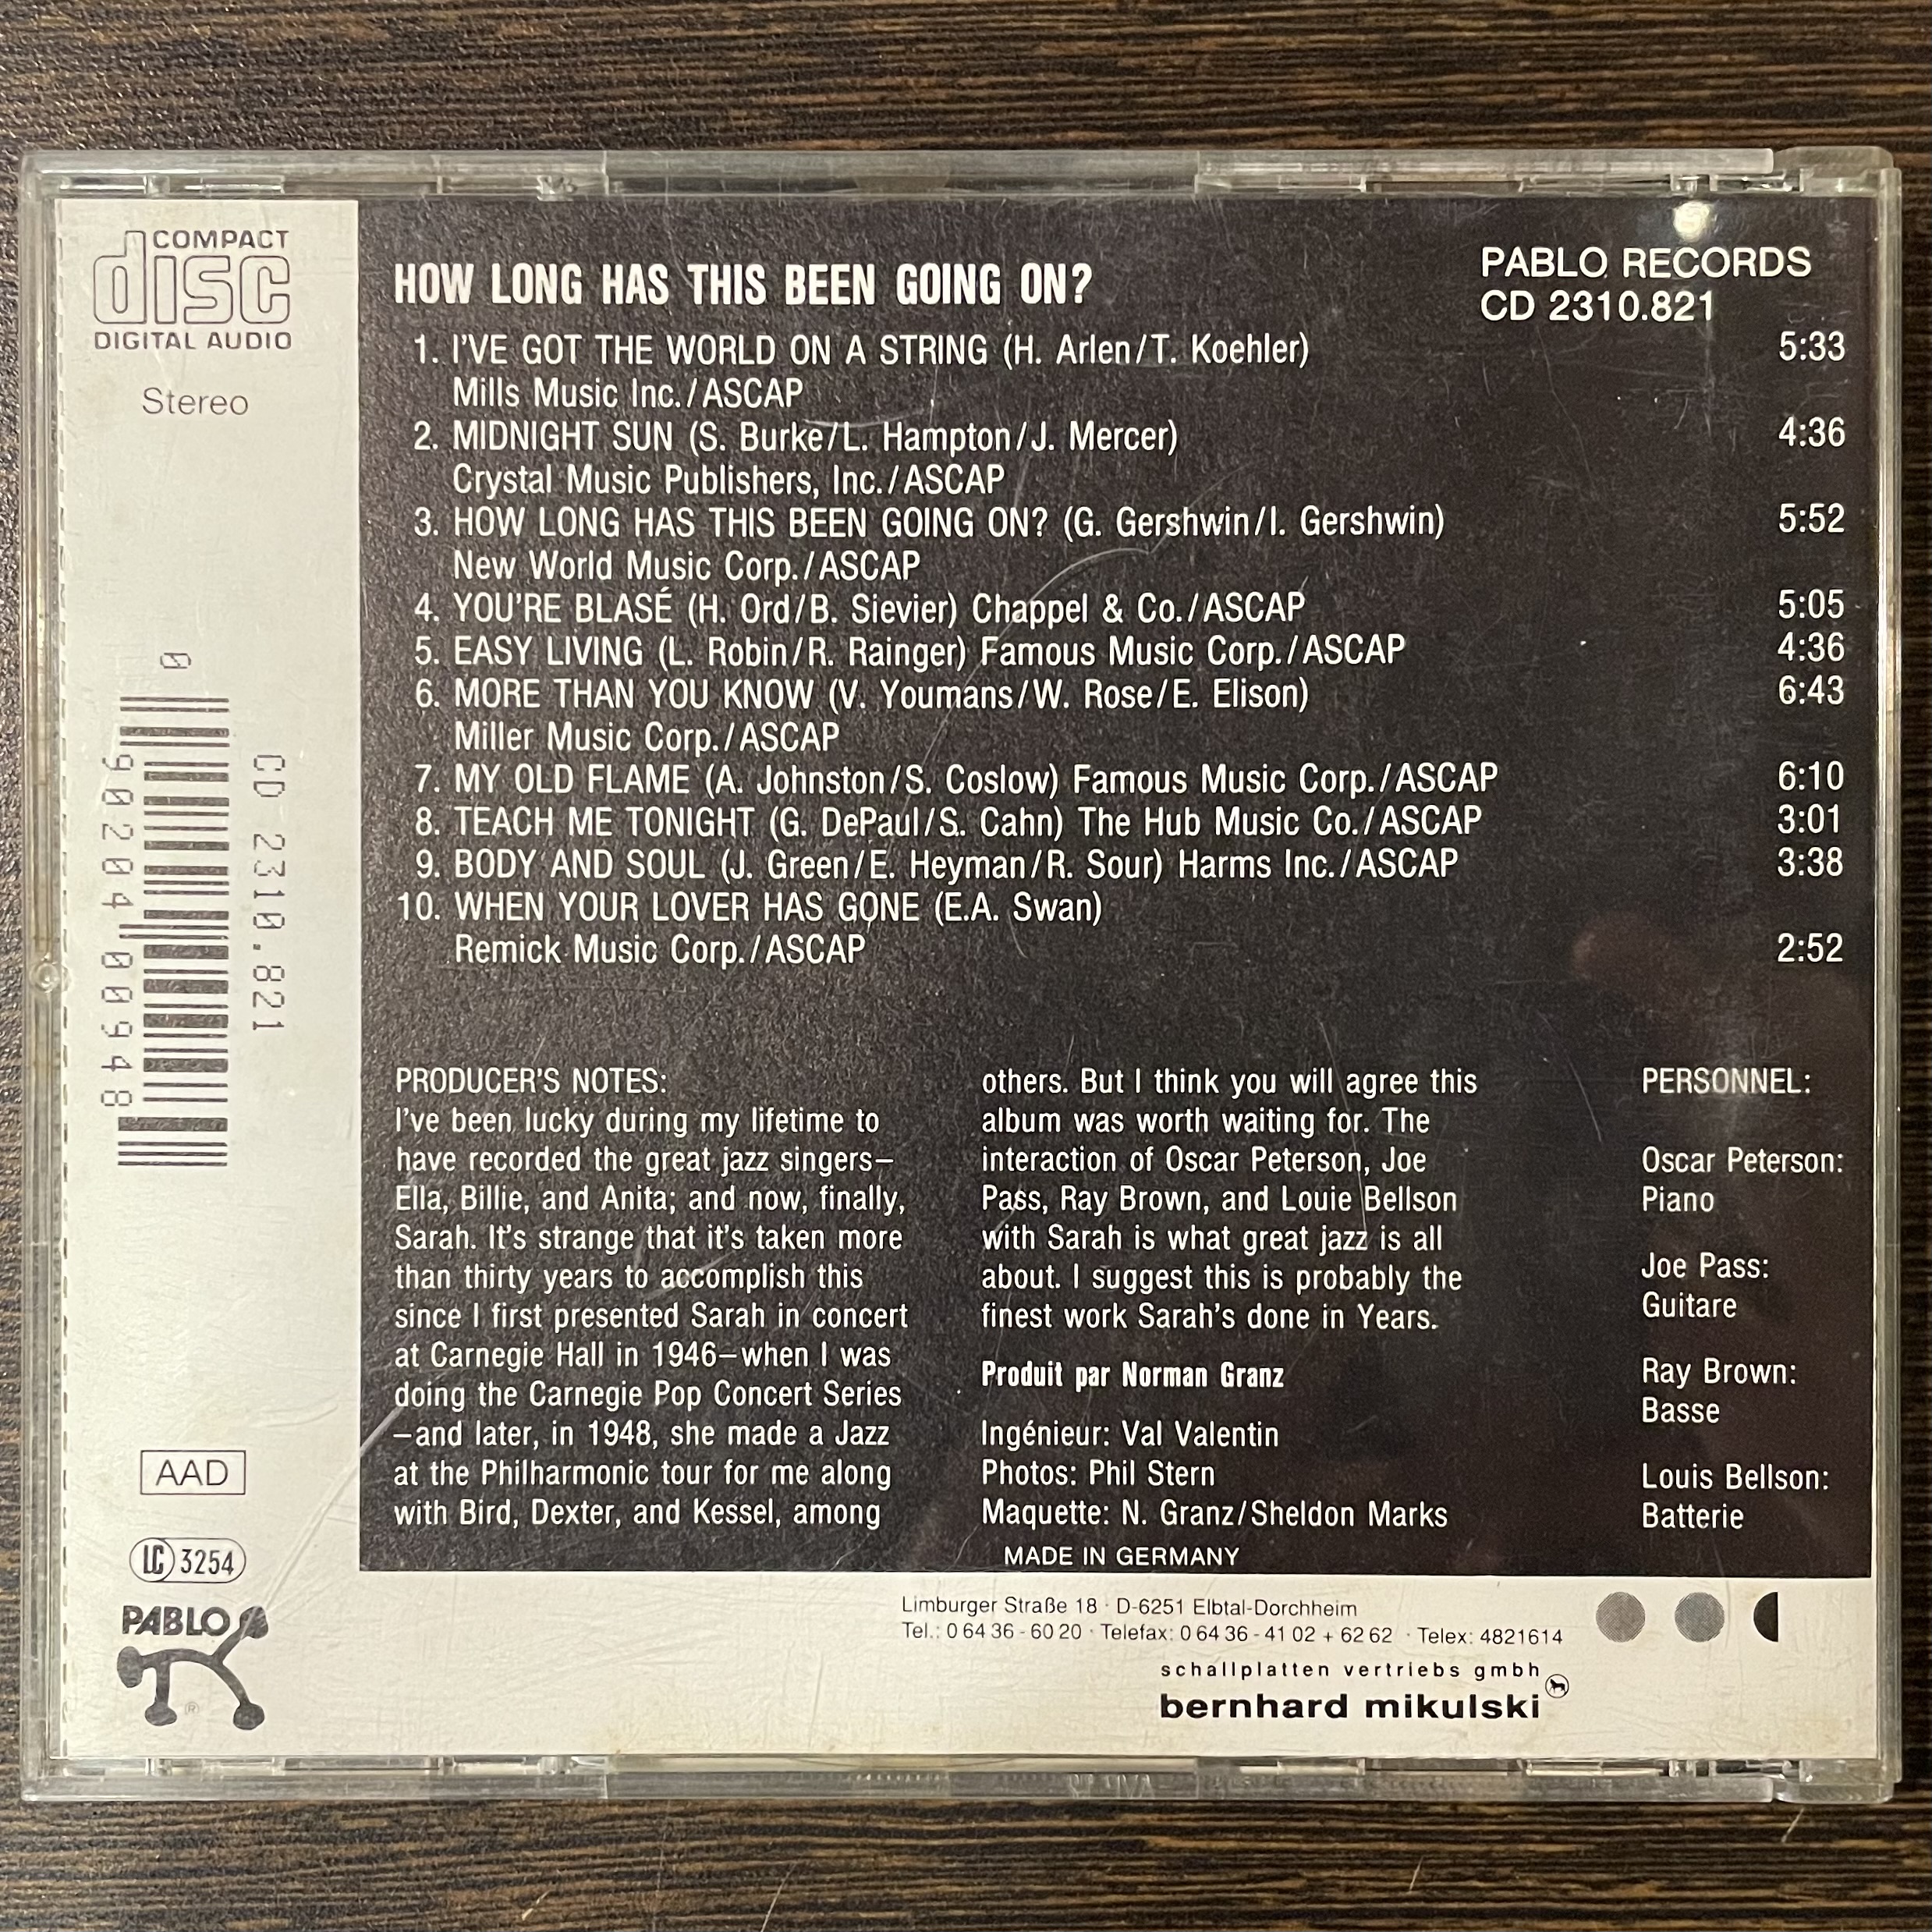 COMPACT
disc
DIGITAL AUDIO
Stereo
0
90204 00948
CD 2310.821
AAD
LC 3254
PABLO
®
HOW LONG HAS THIS BEEN GOING ON?
PABLO RECORDS
CD 2310.821
1. I'VE GOT THE WORLD ON A STRING (H. Arlen/T. Koehler) 5:33
Mills Music Inc./ASCAP
2. MIDNIGHT SUN (S. Burke/L. Hampton/J. Mercer) 4:36
Crystal Music Publishers, Inc./ASCAP
3. HOW LONG HAS THIS BEEN GOING ON? (G. Gershwin/I. Gershwin) 5:52
New World Music Corp./ASCAP
4. YOU'RE BLASÉ (H. Ord/B. Sievier) Chappel & Co./ASCAP 5:05
5. EASY LIVING (L. Robin/R. Rainger) Famous Music Corp./ASCAP 4:36
6. MORE THAN YOU KNOW (V. Youmans/W. Rose/E. Elison) 6:43
Miller Music Corp./ASCAP
7. MY OLD FLAME (A. Johnston/S. Coslow) Famous Music Corp./ASCAP 6:10
8. TEACH ME TONIGHT (G. DePaul/S. Cahn) The Hub Music Co./ASCAP 3:01
9. BODY AND SOUL (J. Green/E. Heyman/R. Sour) Harms Inc./ASCAP 3:38
10. WHEN YOUR LOVER HAS GONE (E.A. Swan)
Remick Music Corp./ASCAP 2:52
PRODUCER'S NOTES:
I've been lucky during my lifetime to
have recorded the great jazz singers–
Ella, Billie, and Anita; and now, finally,
Sarah. It's strange that it's taken more
than thirty years to accomplish this
since I first presented Sarah in concert
at Carnegie Hall in 1946–when I was
doing the Carnegie Pop Concert Series
–and later, in 1948, she made a Jazz
at the Philharmonic tour for me along
with Bird, Dexter, and Kessel, among
others. But I think you will agree this
album was worth waiting for. The
interaction of Oscar Peterson, Joe
Pass, Ray Brown, and Louie Bellson
with Sarah is what great jazz is all
about. I suggest this is probably the
finest work Sarah's done in Years.
Produit par Norman Granz
Ingénieur: Val Valentin
Photos: Phil Stern
Maquette: N. Granz/Sheldon Marks
MADE IN GERMANY
PERSONNEL:
Oscar Peterson:
Piano
Joe Pass:
Guitare
Ray Brown:
Basse
Louis Bellson:
Batterie
Limburger Straße 18 · D-6251 Elbtal-Dorchheim
Tel.: 0 64 36 - 60 20 · Telefax: 0 64 36 - 41 02 + 62 62 · Telex: 4821614
schallplatten vertriebs gmbh
bernhard mikulski